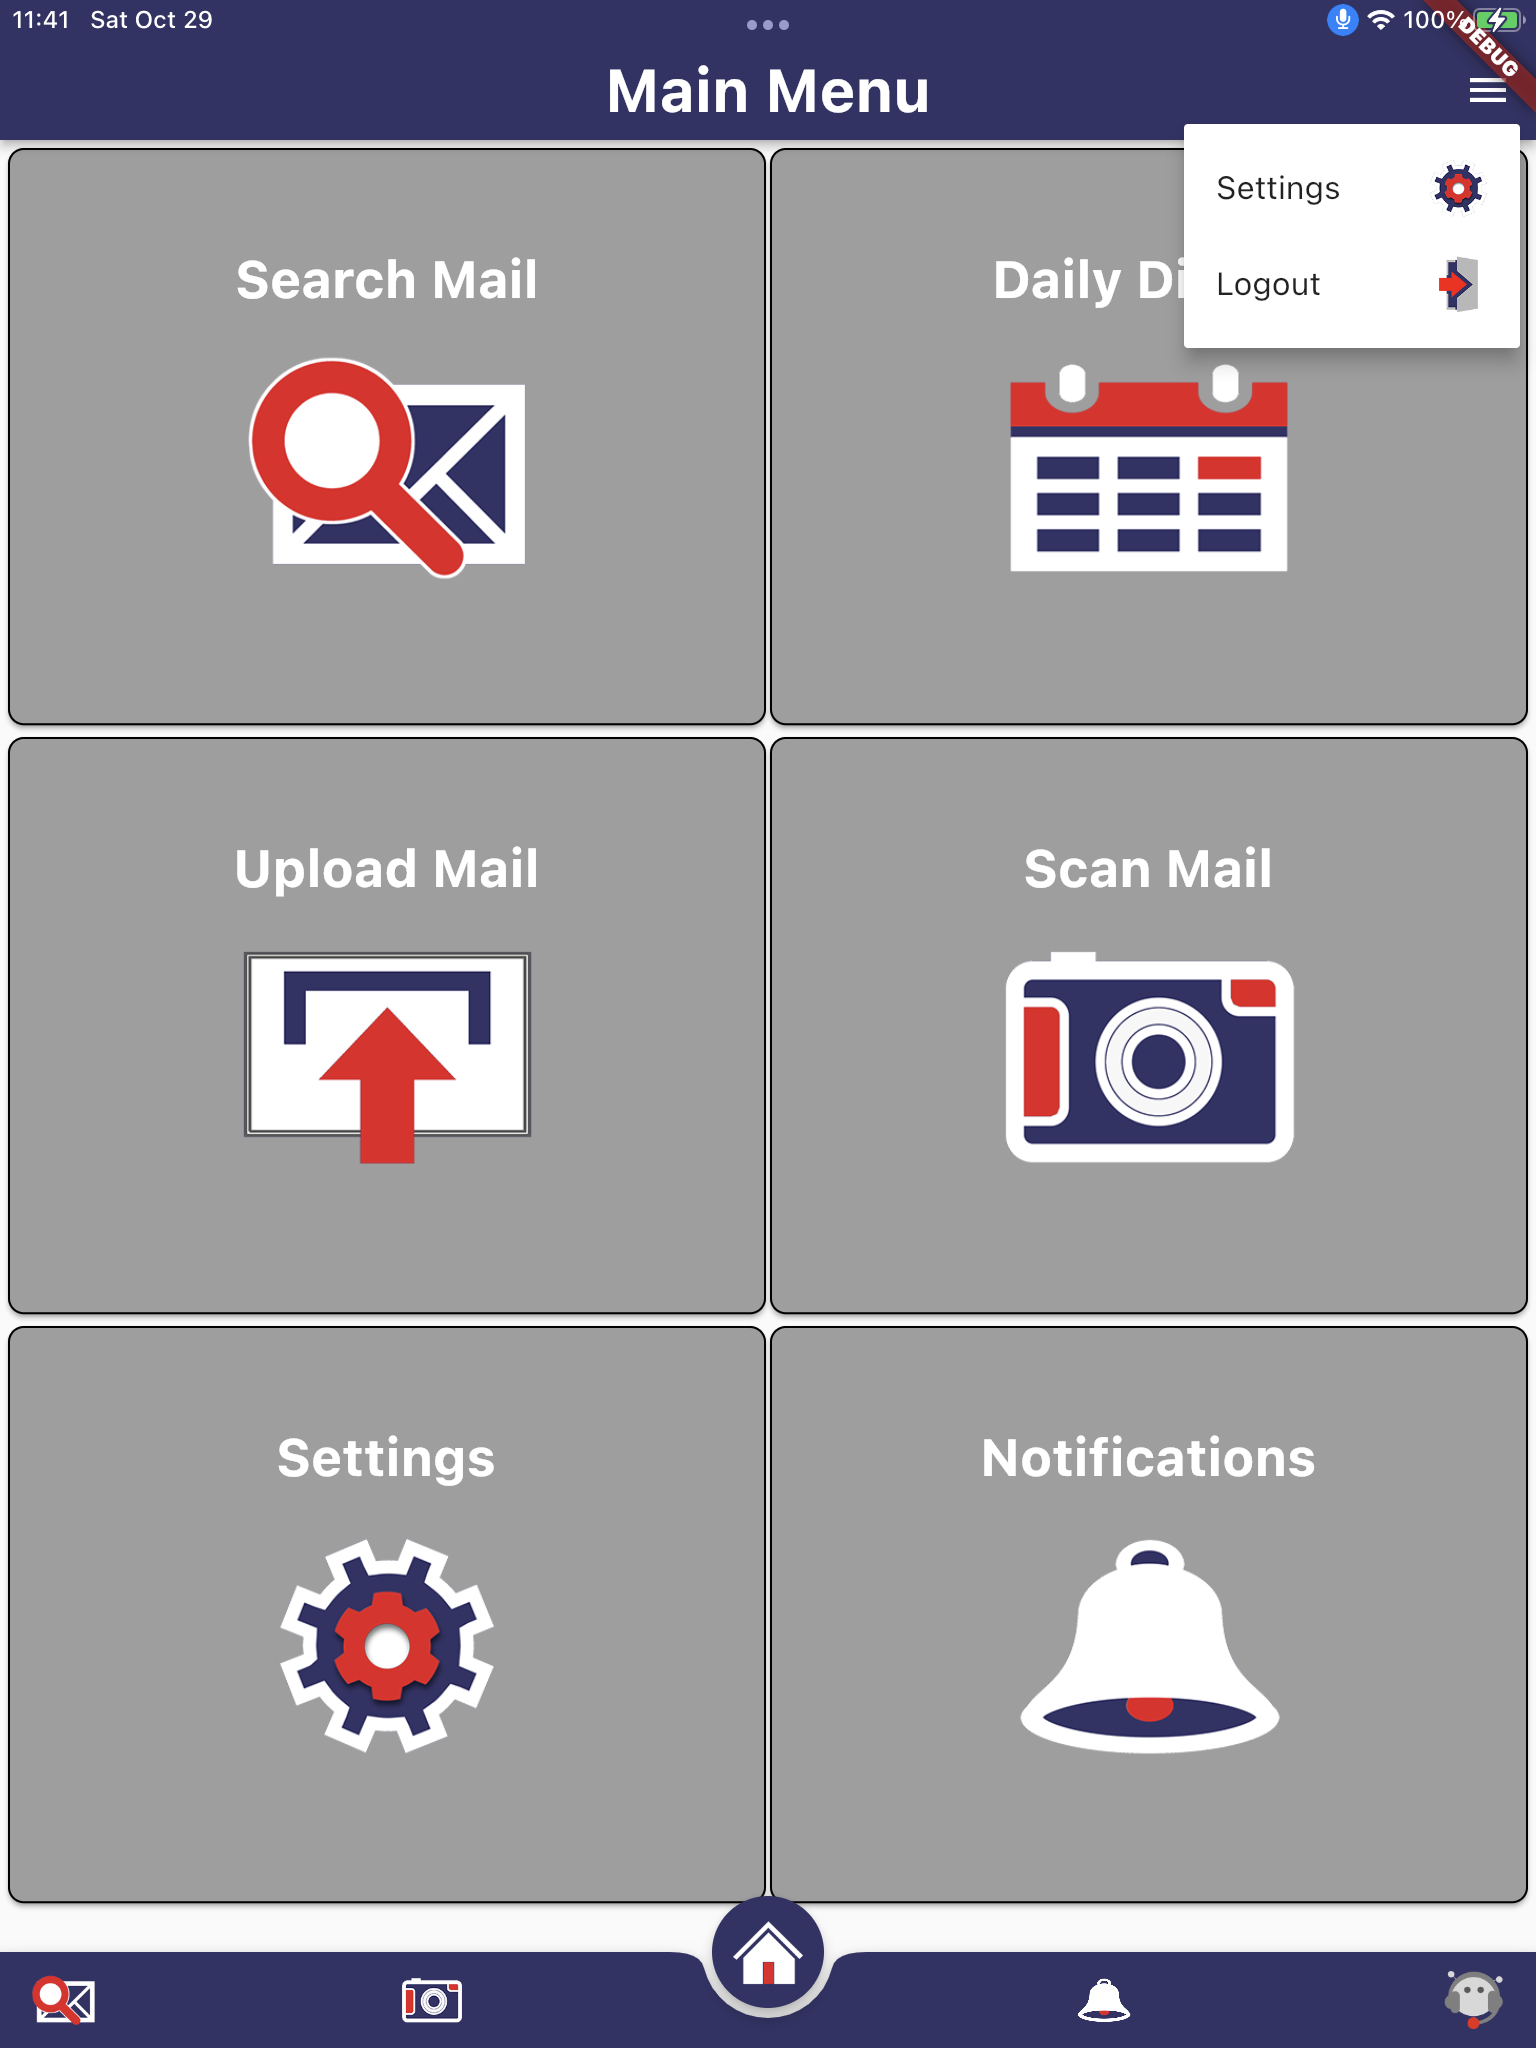 11:41 Sat Oct 29
100%
DEBUG
Main Menu
Settings
Logout
Search Mail
Daily Di
Upload Mail
Scan Mail
Settings
Notifications